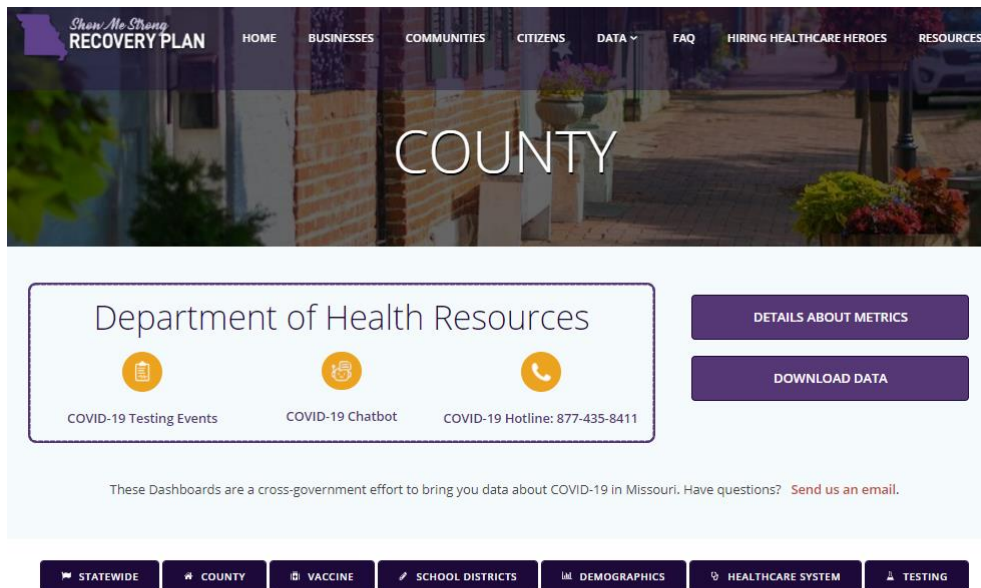 Show Me Strong
RECOVERY PLAN
HOME BUSINESSES COMMUNITIES CITIZENS DATA FAQ HIRING HEALTHCARE HEROES RESOURCES
COUNTY
Department of Health Resources
COVID-19 Testing Events COVID-19 Chatbot COVID-19 Hotline: 877-435-8411
DETAILS ABOUT METRICS
DOWNLOAD DATA
These Dashboards are a cross-government effort to bring you data about COVID-19 in Missouri. Have questions? Send us an email.
STATEWIDE COUNTY VACCINE SCHOOL DISTRICTS DEMOGRAPHICS HEALTHCARE SYSTEM TESTING